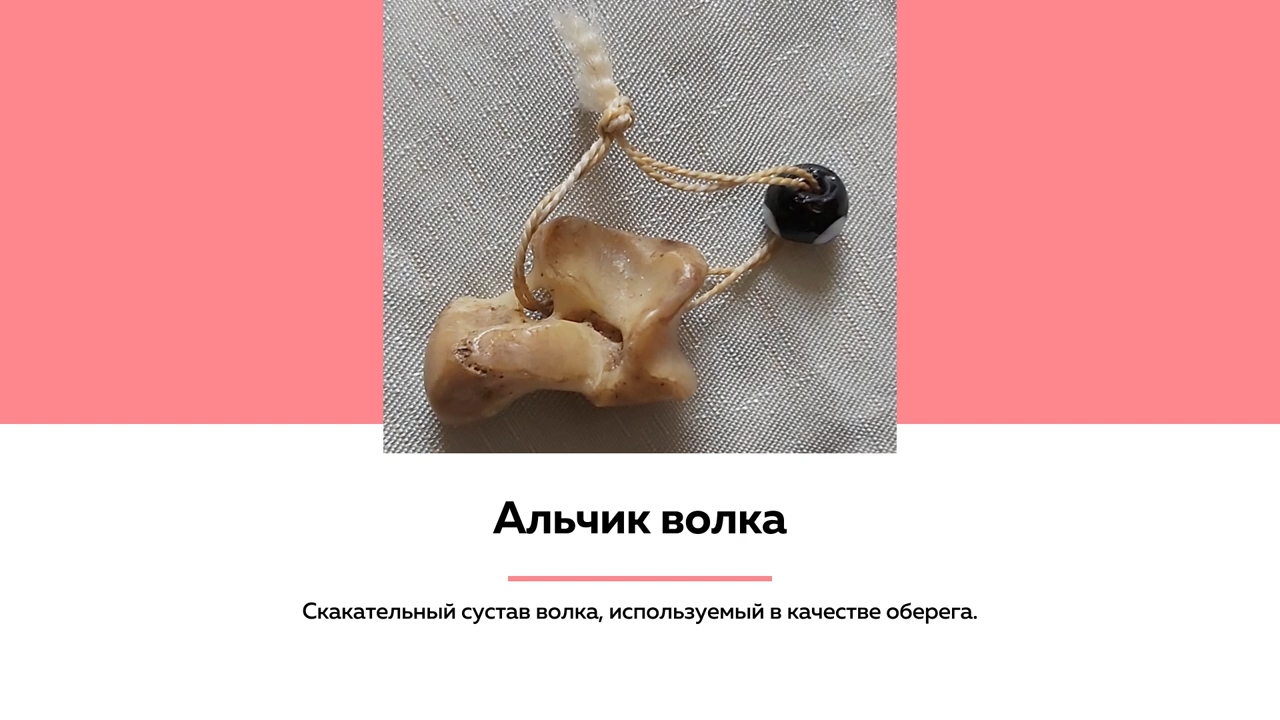 Альчик волка
Скакательный сустав волка, используемый в качестве оберега.